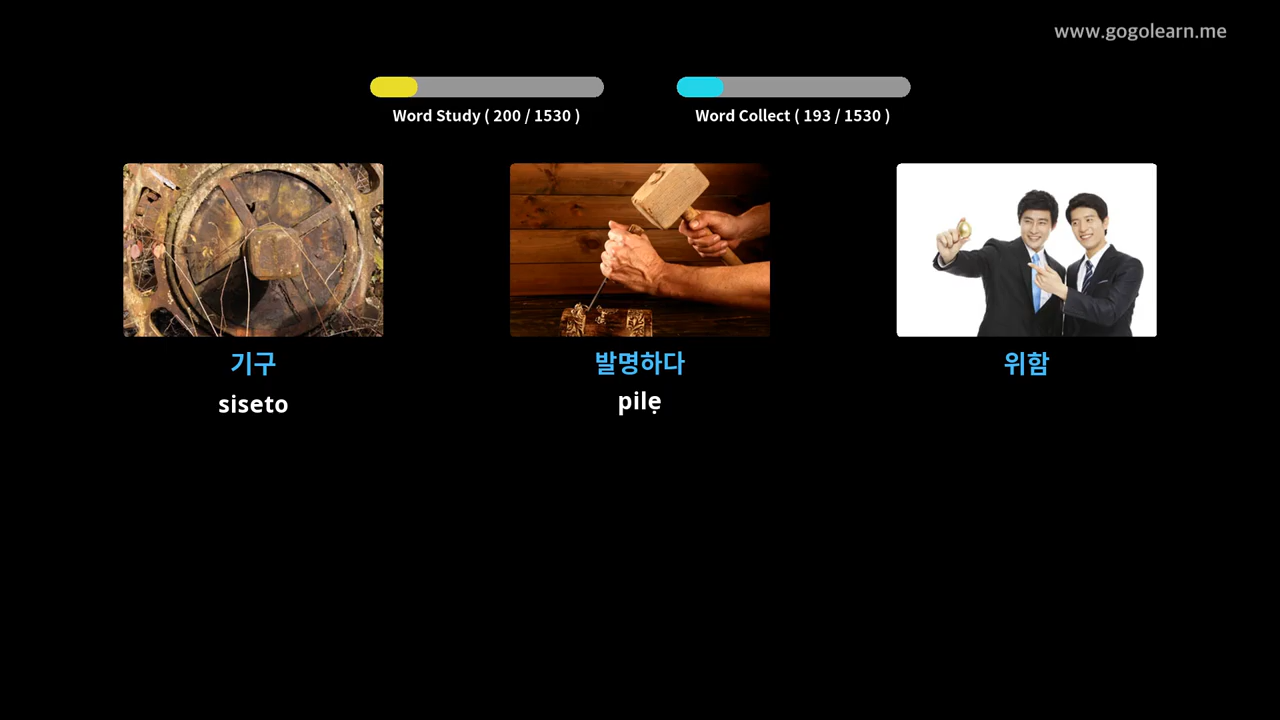 www.gogolearn.me
Word Study ( 200 / 1530 )
Word Collect ( 193 / 1530 )
기구
발명하다
위함
siseto
pilẹ